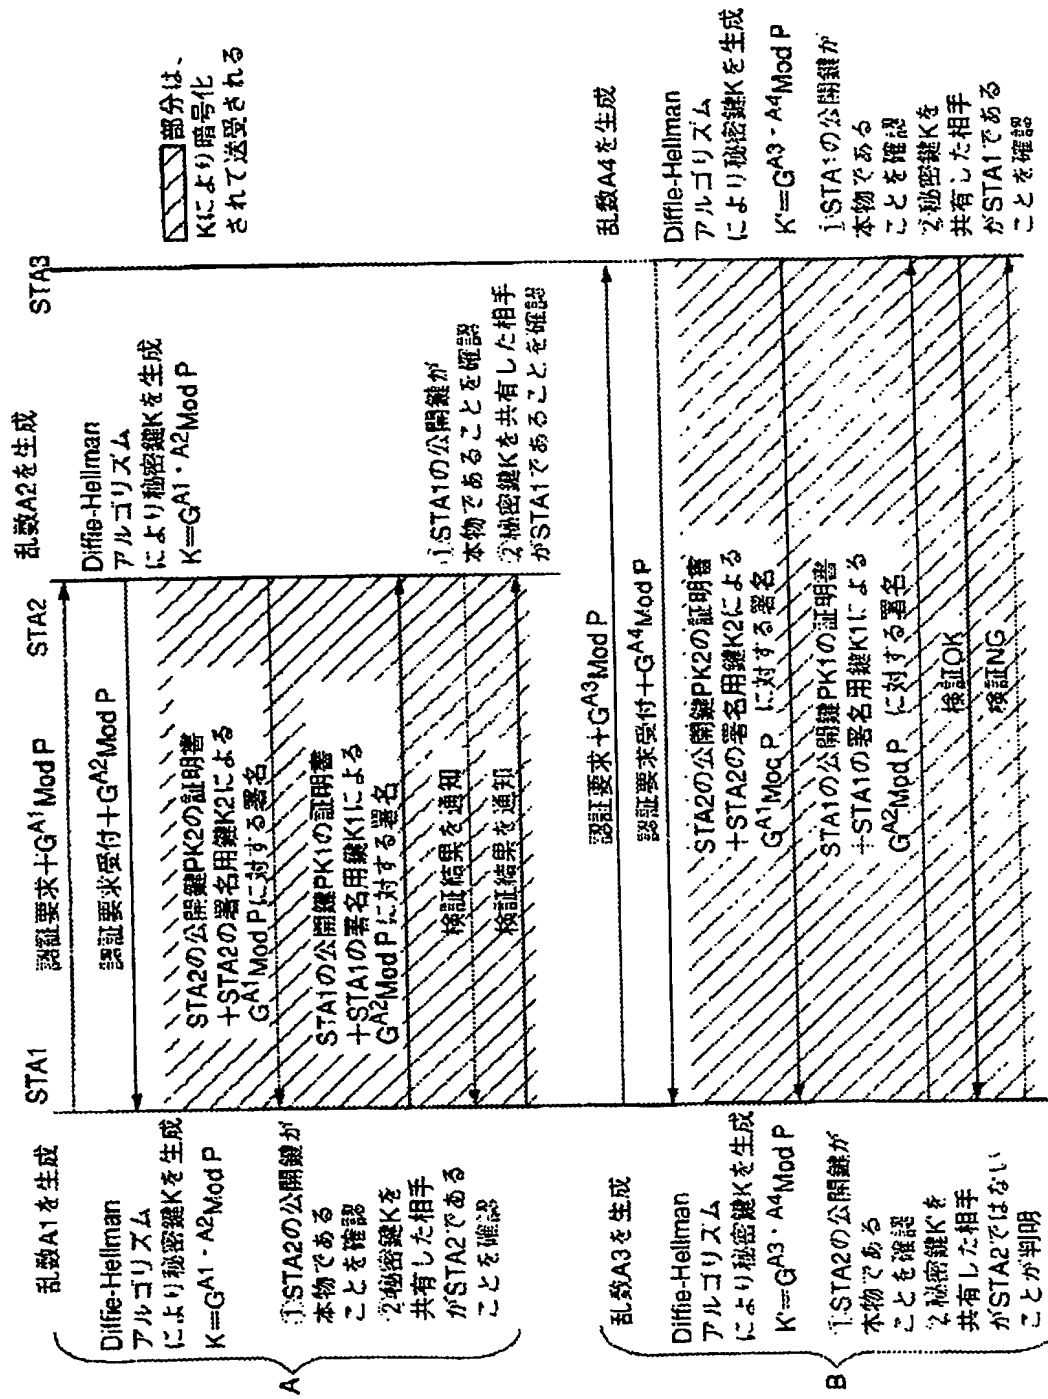 STA1
STA2
STA3
部分は、
Kにより暗号化
されて送受される
A
乱数A1を生成
認証要求+G^A1 Mod P
乱数A2を生成
認証要求受付+G^A2 Mod P
Diffie-Hellman
アルゴリズム
により秘密鍵Kを生成
K=G^A1・A2 Mod P
Diffie-Hellman
アルゴリズム
により秘密鍵Kを生成
K=G^A1・A2 Mod P
STA2の公開鍵PK2の証明書
+STA2の署名用鍵K2による
G^A1 Mod Pに対する署名
①STA2の公開鍵が
本物である
ことを確認
②秘密鍵Kを
共有した相手
がSTA2である
ことを確認
STA1の公開鍵PK1の証明書
+STA1の署名用鍵K1による
G^A2 Mod Pに対する署名
①STA1の公開鍵が
本物であることを確認
②秘密鍵Kを共有した相手
がSTA1であることを確認
検証結果を通知
検証結果を通知
B
乱数A3を生成
認証要求+G^A3 Mod P
乱数A4を生成
認証要求受付+G^A4 Mod P
Diffie-Hellman
アルゴリズム
により秘密鍵Kを生成
K'=G^A3・A4 Mod P
Diffie-Hellman
アルゴリズム
により秘密鍵Kを生成
K'=G^A3・A4 Mod P
STA2の公開鍵PK2の証明書
+STA2の署名用鍵K2による
G^A1 Mod P に対する署名
①STA2の公開鍵が
本物である
ことを確認
②秘密鍵K'を
共有した相手
がSTA2ではない
ことが判明
STA1の公開鍵PK1の証明書
+STA1の署名用鍵K1による
G^A2 Mod P に対する署名
①STA1の公開鍵が
本物である
ことを確認
②秘密鍵Kを
共有した相手
がSTA1である
ことを確認
検証OK
検証NG